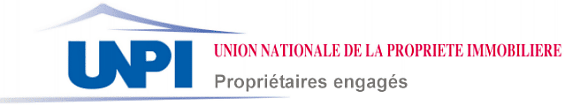 UNPI
UNION NATIONALE DE LA PROPRIETE IMMOBILIERE
Propriétaires engagés